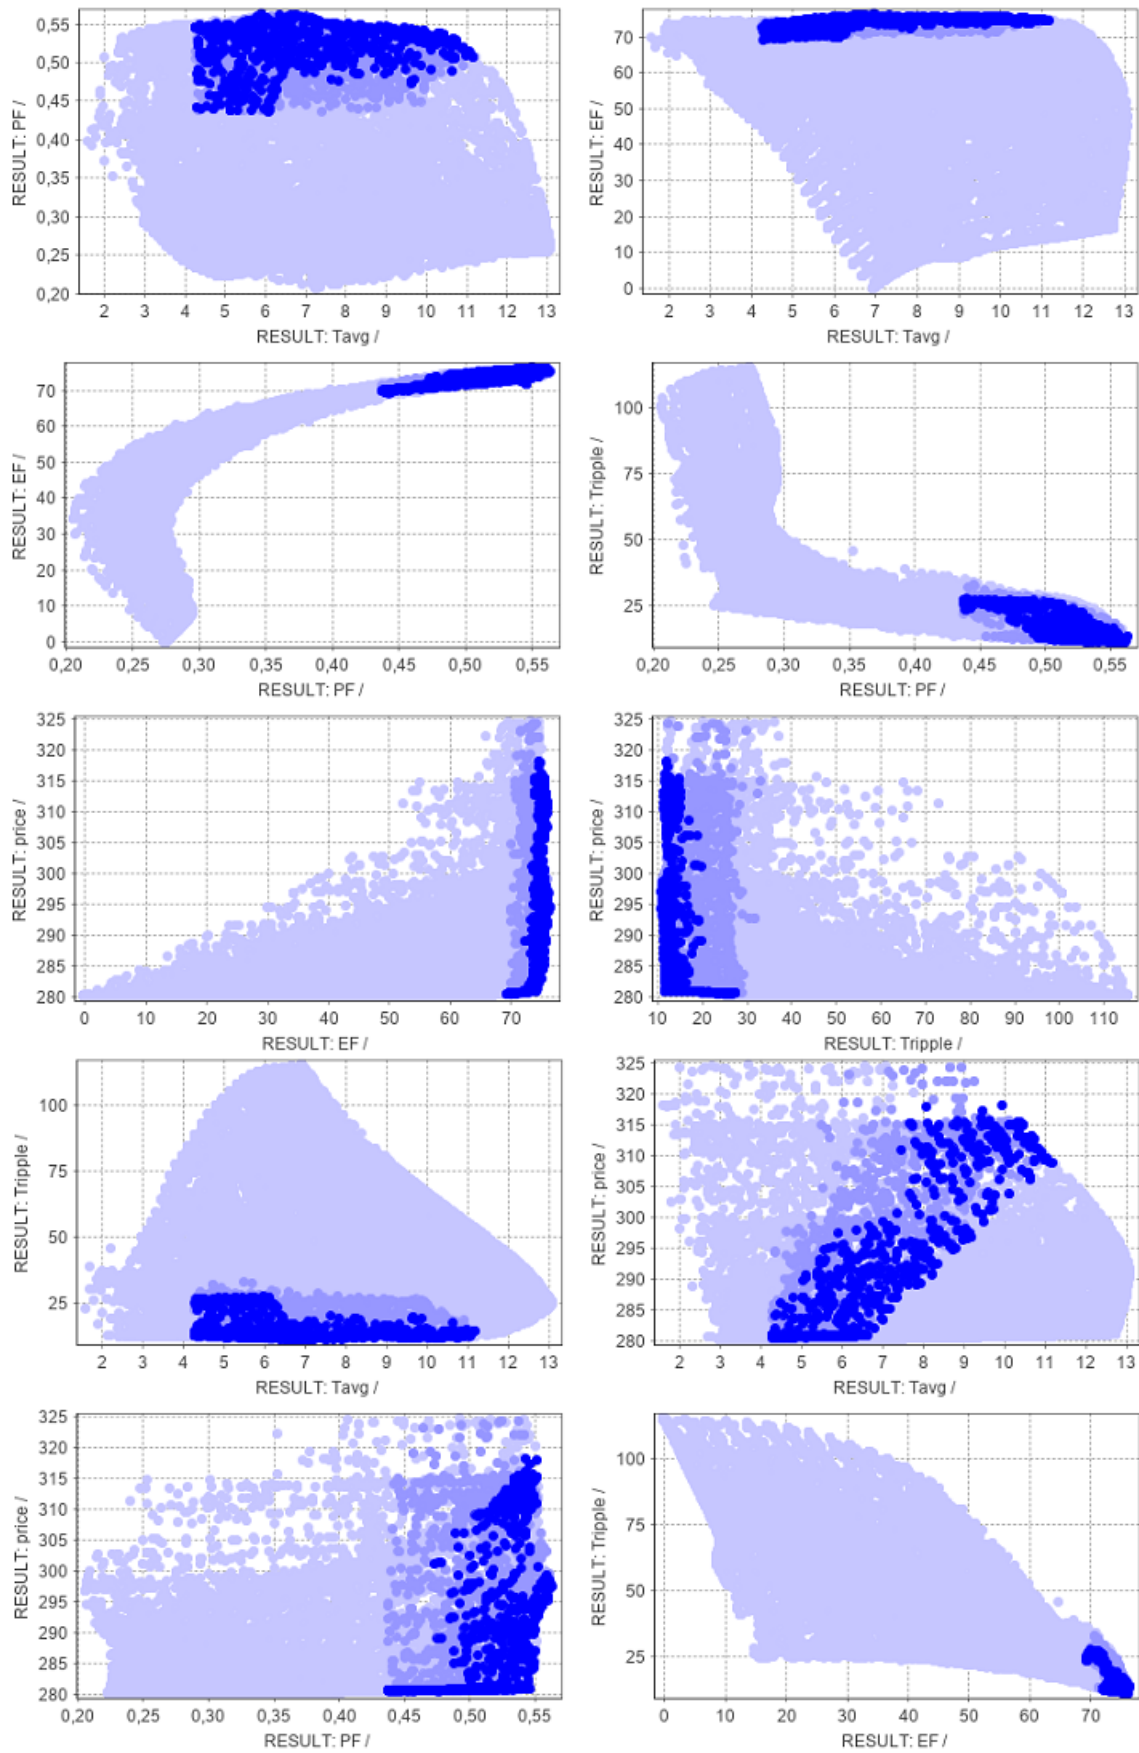 0,55
0,50
0,45
0,40
0,35
0,30
0,25
0,20
RESULT: PF /
2 3 4 5 6 7 8 9 10 11 12 13
RESULT: Tavg /
70
60
50
40
30
20
10
0
RESULT: EF /
2 3 4 5 6 7 8 9 10 11 12 13
RESULT: Tavg /
70
60
50
40
30
20
10
0
RESULT: EF /
0,20 0,25 0,30 0,35 0,40 0,45 0,50 0,55
RESULT: PF /
100
75
50
25
RESULT: Tripple /
0,20 0,25 0,30 0,35 0,40 0,45 0,50 0,55
RESULT: PF /
325
320
315
310
305
300
295
290
285
280
RESULT: price /
0 10 20 30 40 50 60 70
RESULT: EF /
325
320
315
310
305
300
295
290
285
280
RESULT: price /
10 20 30 40 50 60 70 80 90 100 110
RESULT: Tripple /
100
75
50
25
RESULT: Tripple /
2 3 4 5 6 7 8 9 10 11 12 13
RESULT: Tavg /
325
320
315
310
305
300
295
290
285
280
RESULT: price /
2 3 4 5 6 7 8 9 10 11 12 13
RESULT: Tavg /
325
320
315
310
305
300
295
290
285
280
RESULT: price /
0,20 0,25 0,30 0,35 0,40 0,45 0,50 0,55
RESULT: PF /
100
75
50
25
RESULT: Tripple /
0 10 20 30 40 50 60 70
RESULT: EF /